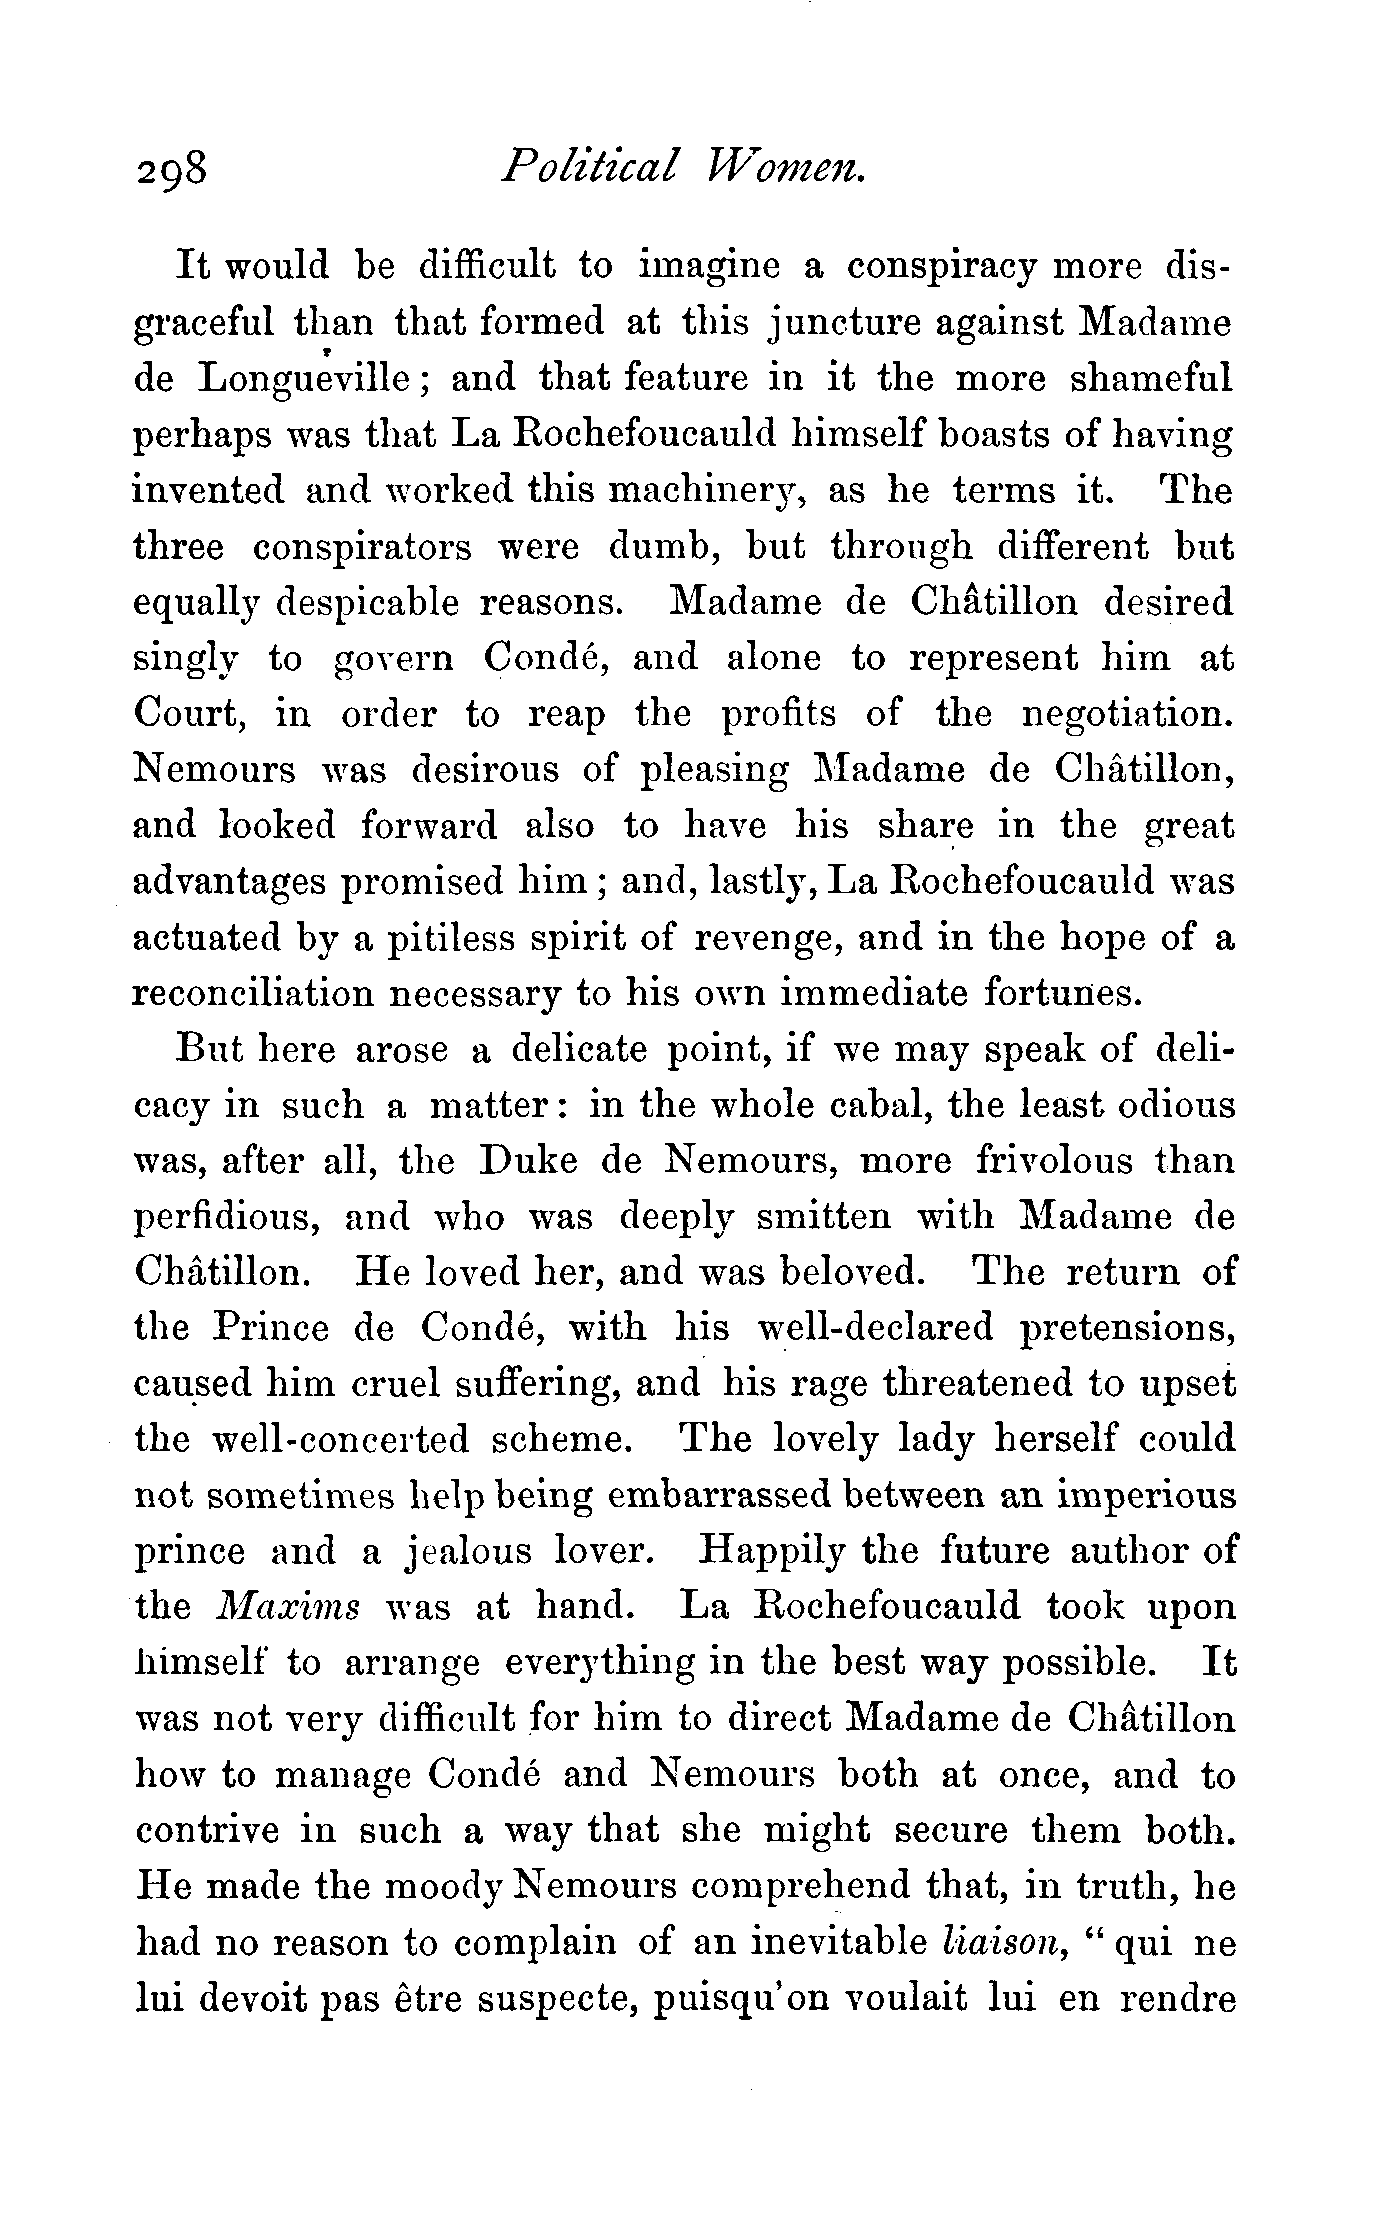 298 Political Women.
It would be difficult to imagine a conspiracy more dis-
graceful than that formed at this juncture against Madame
de Longueville ; and that feature in it the more shameful
perhaps was that La Rochefoucauld himself boasts of having
invented and worked this machinery, as he terms it. The
three conspirators were dumb, but through different but
equally despicable reasons. Madame de Châtillon desired
singly to govern Condé, and alone to represent him at
Court, in order to reap the profits of the negotiation.
Nemours was desirous of pleasing Madame de Châtillon,
and looked forward also to have his share in the great
advantages promised him ; and, lastly, La Rochefoucauld was
actuated by a pitiless spirit of revenge, and in the hope of a
reconciliation necessary to his own immediate fortunes.
But here arose a delicate point, if we may speak of deli-
cacy in such a matter : in the whole cabal, the least odious
was, after all, the Duke de Nemours, more frivolous than
perfidious, and who was deeply smitten with Madame de
Châtillon. He loved her, and was beloved. The return of
the Prince de Condé, with his well-declared pretensions,
caused him cruel suffering, and his rage threatened to upset
the well-concerted scheme. The lovely lady herself could
not sometimes help being embarrassed between an imperious
prince and a jealous lover. Happily the future author of
the Maxims was at hand. La Rochefoucauld took upon
himself to arrange everything in the best way possible. It
was not very difficult for him to direct Madame de Châtillon
how to manage Condé and Nemours both at once, and to
contrive in such a way that she might secure them both.
He made the moody Nemours comprehend that, in truth, he
had no reason to complain of an inevitable liaison, “ qui ne
lui devoit pas être suspecte, puisqu'on voulait lui en rendre